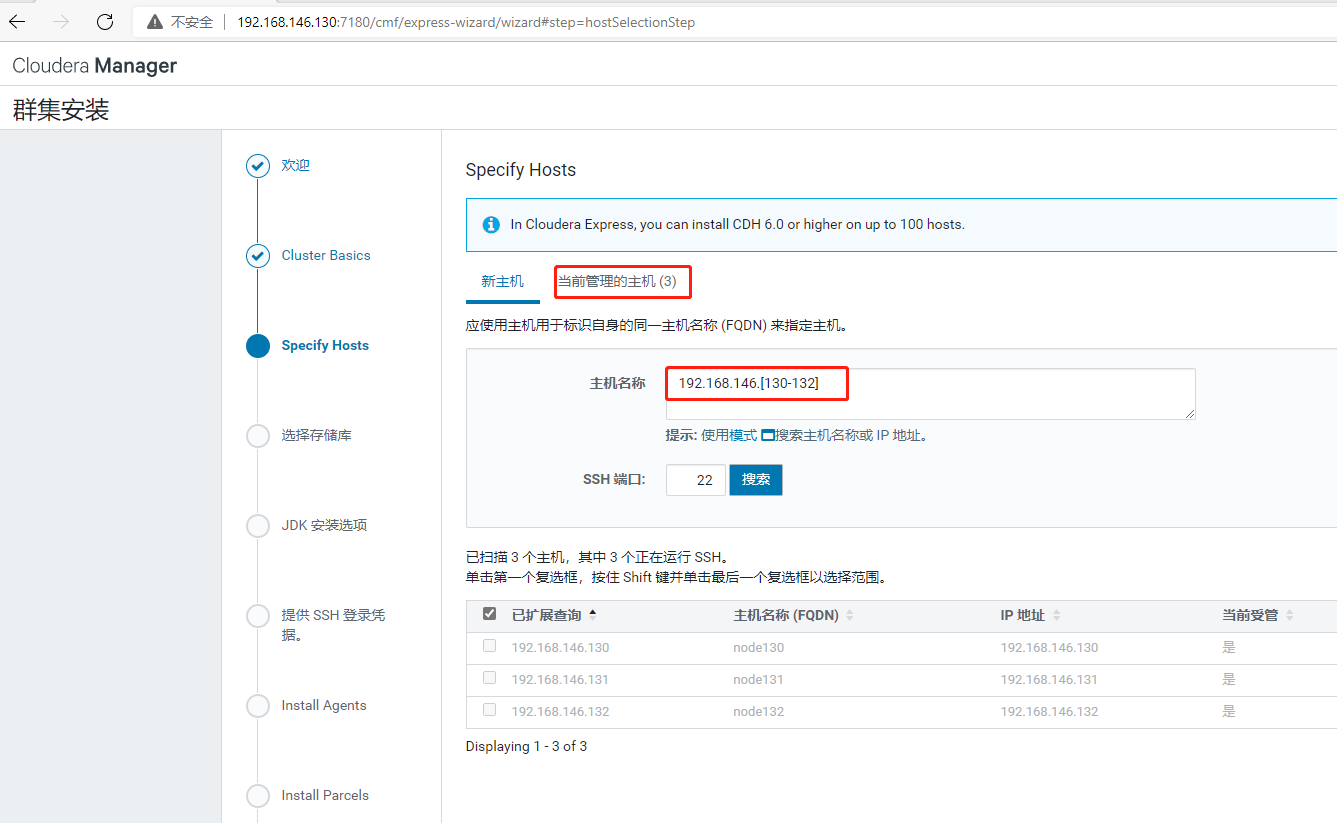 不安全 192.168.146.130:7180/cmf/express-wizard/wizard#step=hostSelectionStep
Cloudera Manager
群集安装
欢迎
Cluster Basics
Specify Hosts
选择存储库
JDK 安装选项
提供 SSH 登录凭
据。
Install Agents
Install Parcels
Specify Hosts
In Cloudera Express, you can install CDH 6.0 or higher on up to 100 hosts.
新主机 当前管理的主机 (3)
应使用主机用于标识自身的同一主机名称 (FQDN) 来指定主机。
主机名称 192.168.146.[130-132]
提示: 使用模式 搜索主机名称或 IP 地址。
SSH 端口: 22 搜索
已扫描 3 个主机，其中 3 个正在运行 SSH。
单击第一个复选框，按住 Shift 键并单击最后一个复选框以选择范围。
已扩展查询 主机名称 (FQDN) IP 地址 当前受管
192.168.146.130 node130 192.168.146.130 是
192.168.146.131 node131 192.168.146.131 是
192.168.146.132 node132 192.168.146.132 是
Displaying 1 - 3 of 3